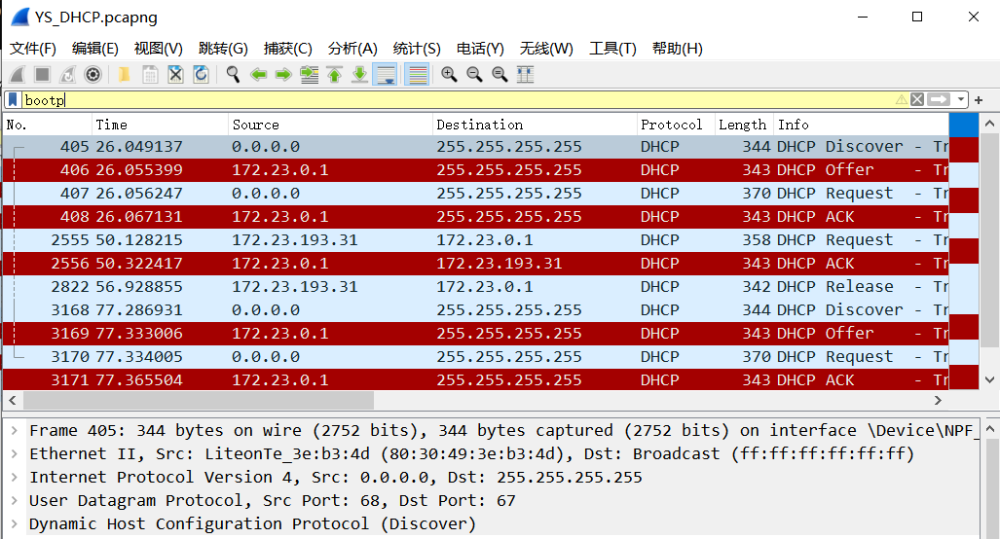 YS_DHCP.pcapng
文件(F) 编辑(E) 视图(V) 跳转(G) 捕获(C) 分析(A) 统计(S) 电话(Y) 无线(W) 工具(T) 帮助(H)
bootp
No. Time Source Destination Protocol Length Info
405 26.049137 0.0.0.0 255.255.255.255 DHCP 344 DHCP Discover - Tr
406 26.055399 172.23.0.1 255.255.255.255 DHCP 343 DHCP Offer - Tr
407 26.056247 0.0.0.0 255.255.255.255 DHCP 370 DHCP Request - Tr
408 26.067131 172.23.0.1 255.255.255.255 DHCP 343 DHCP ACK - Tr
2555 50.128215 172.23.193.31 172.23.0.1 DHCP 358 DHCP Request - Tr
2556 50.322417 172.23.0.1 172.23.193.31 DHCP 343 DHCP ACK - Tr
2822 56.928855 172.23.193.31 172.23.0.1 DHCP 342 DHCP Release - Tr
3168 77.286931 0.0.0.0 255.255.255.255 DHCP 344 DHCP Discover - Tr
3169 77.333006 172.23.0.1 255.255.255.255 DHCP 343 DHCP Offer - Tr
3170 77.334005 0.0.0.0 255.255.255.255 DHCP 370 DHCP Request - Tr
3171 77.365504 172.23.0.1 255.255.255.255 DHCP 343 DHCP ACK - Tr
Frame 405: 344 bytes on wire (2752 bits), 344 bytes captured (2752 bits) on interface \Device\NPF_
Ethernet II, Src: LiteonTe_3e:b3:4d (80:30:49:3e:b3:4d), Dst: Broadcast (ff:ff:ff:ff:ff:ff)
Internet Protocol Version 4, Src: 0.0.0.0, Dst: 255.255.255.255
User Datagram Protocol, Src Port: 68, Dst Port: 67
Dynamic Host Configuration Protocol (Discover)